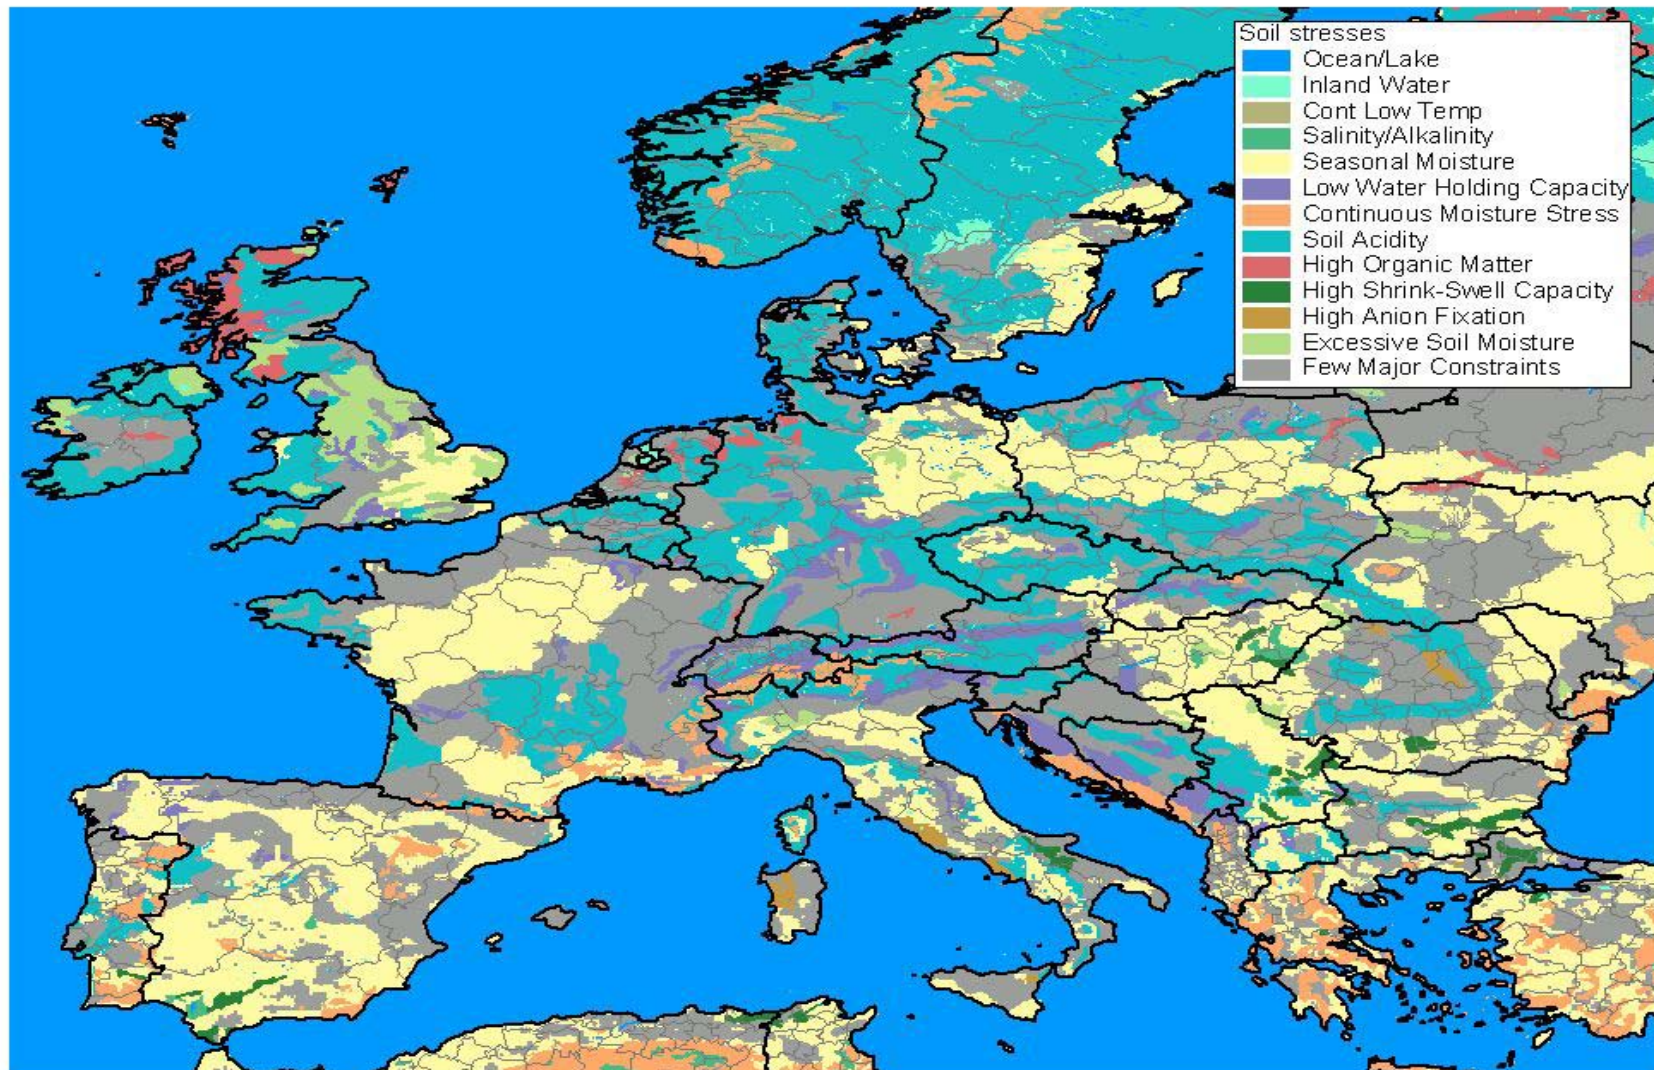 Soil stresses
Ocean/Lake
Inland Water
Cont Low Temp
Salinity/Alkalinity
Seasonal Moisture
Low Water Holding Capacity
Continuous Moisture Stress
Soil Acidity
High Organic Matter
High Shrink-Swell Capacity
High Anion Fixation
Excessive Soil Moisture
Few Major Constraints